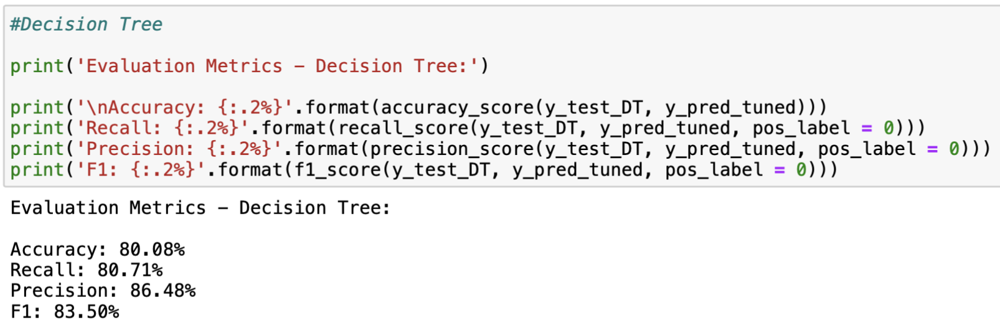 #Decision Tree
print('Evaluation Metrics – Decision Tree:')
print('\nAccuracy: {:.2%}'.format(accuracy_score(y_test_DT, y_pred_tuned)))
print('Recall: {:.2%}'.format(recall_score(y_test_DT, y_pred_tuned, pos_label = 0)))
print('Precision: {:.2%}'.format(precision_score(y_test_DT, y_pred_tuned, pos_label = 0)))
print('F1: {:.2%}'.format(f1_score(y_test_DT, y_pred_tuned, pos_label = 0)))
Evaluation Metrics – Decision Tree:
Accuracy: 80.08%
Recall: 80.71%
Precision: 86.48%
F1: 83.50%